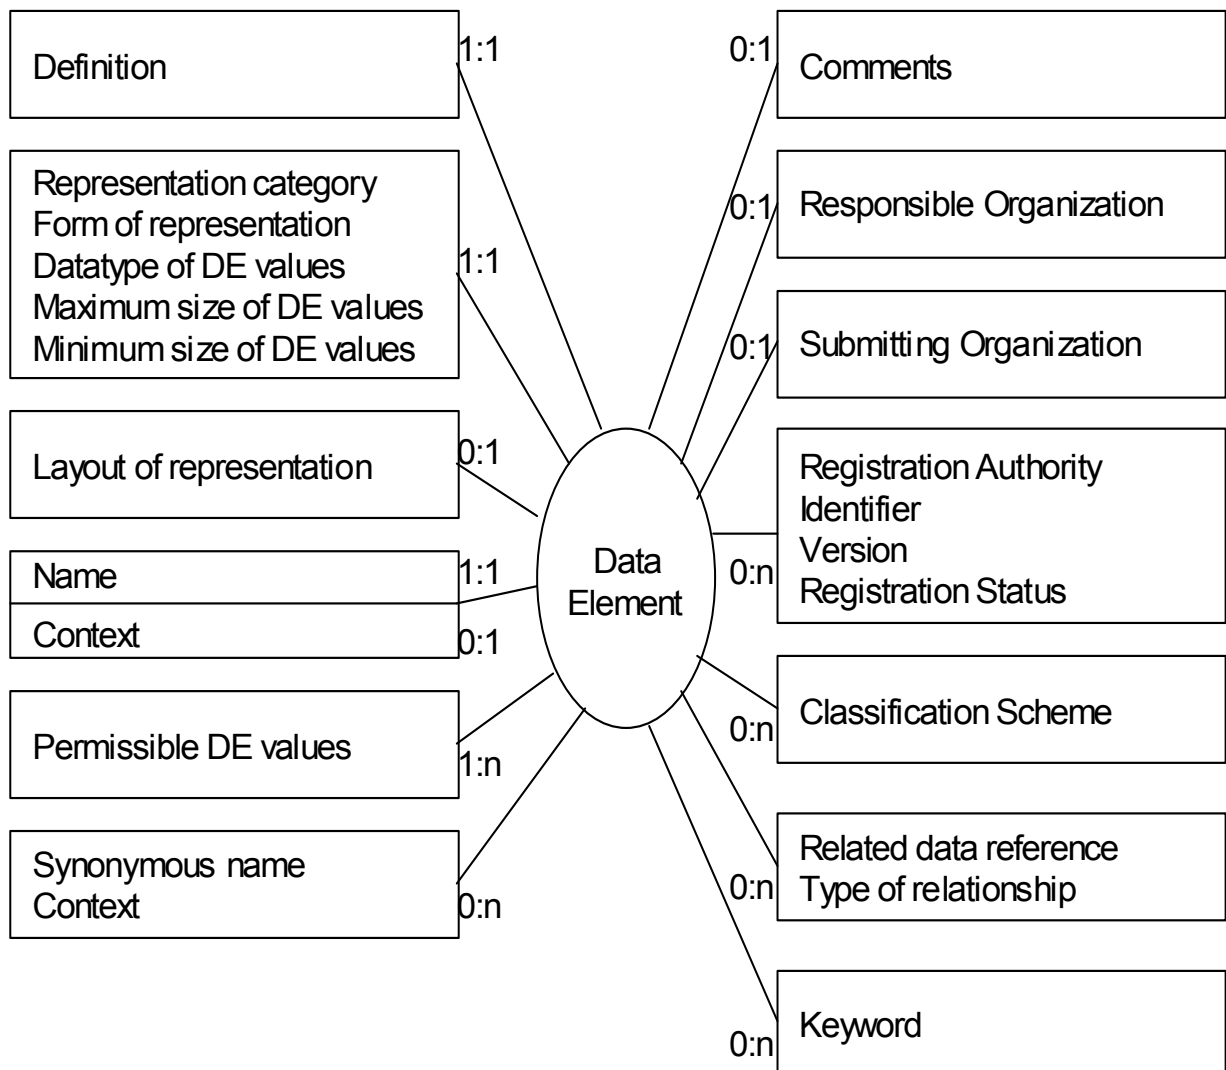 Definition
1:1
Representation category
Form of representation
Datatype of DE values
Maximum size of DE values
Minimum size of DE values
1:1
Layout of representation
0:1
Name
1:1
Context
0:1
Permissible DE values
1:n
Synonymous name
Context
0:n
Data
Element
0:1
Comments
0:1
Responsible Organization
0:1
Submitting Organization
Registration Authority
Identifier
Version
Registration Status
0:n
Classification Scheme
0:n
Related data reference
Type of relationship
0:n
Keyword
0:n